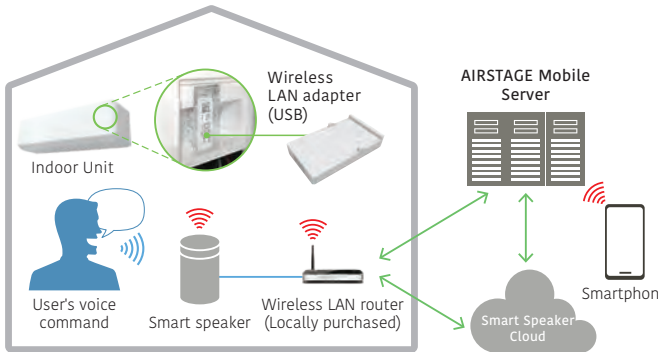 Wireless
LAN adapter
(USB)
AIRSTAGE Mobile
Server
Indoor Unit
User's voice
command
Smart speaker
Wireless LAN router
(Locally purchased)
Smart Speaker
Cloud
Smartphon